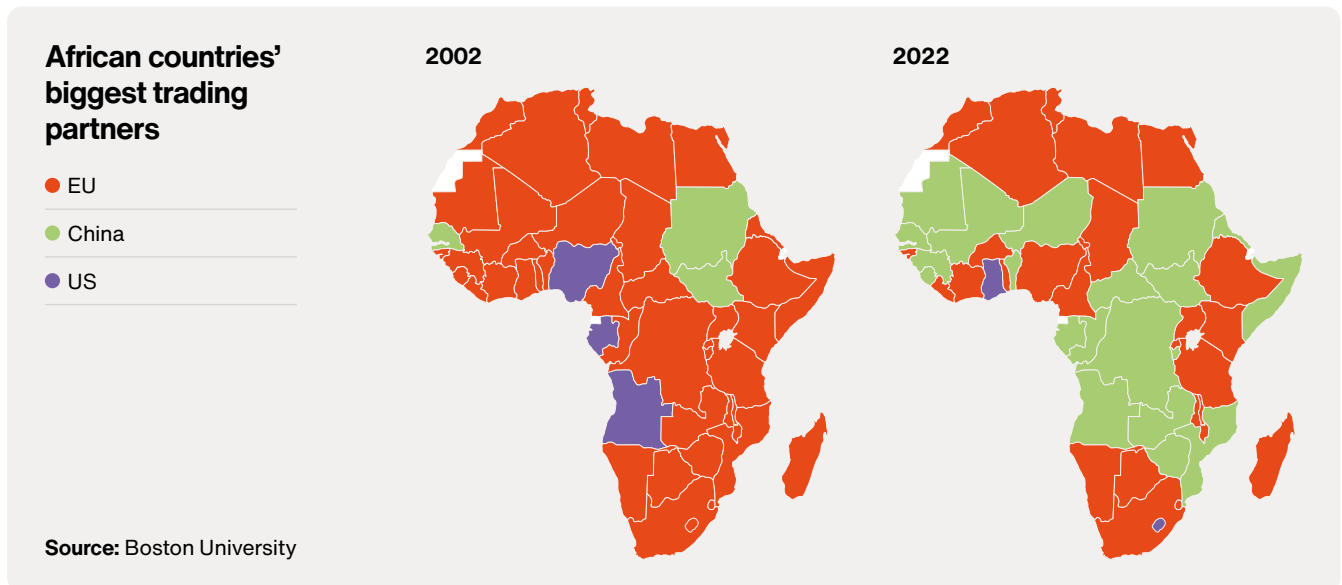 African countries’
biggest trading
partners
EU
China
US
Source: Boston University
2002
2022